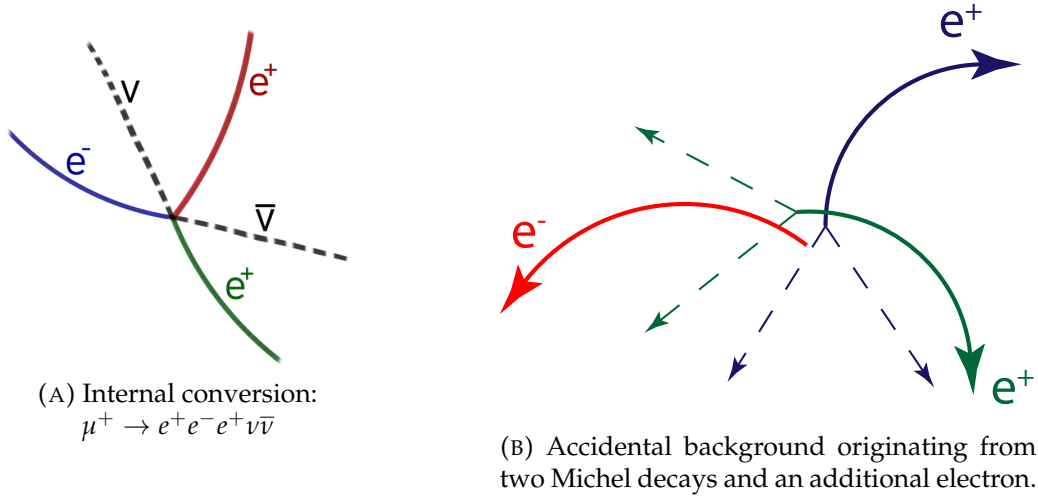 ν
e⁺
e⁻
ν̅
e⁺
(A) Internal conversion:
μ⁺ → e⁺e⁻e⁺νν̅
e⁺
e⁻
e⁺
(B) Accidental background originating from
two Michel decays and an additional electron.